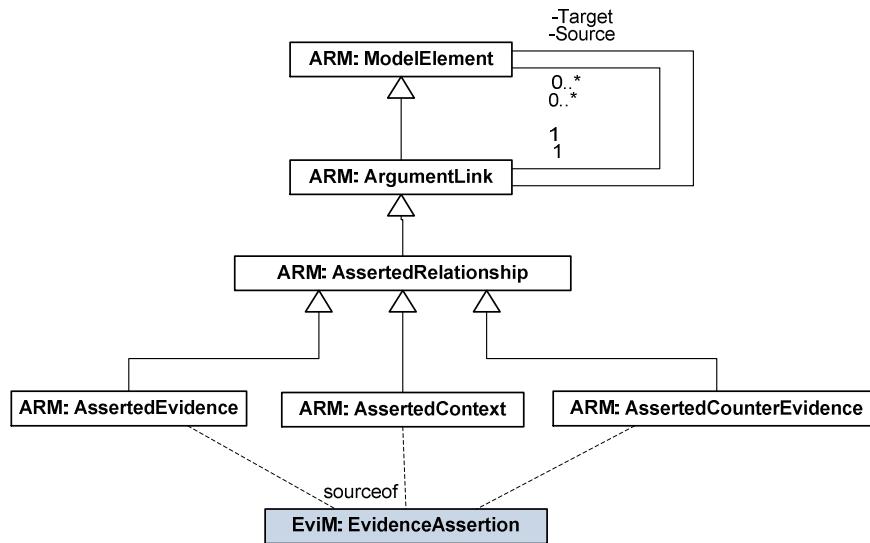 -Target
-Source
ARM: ModelElement
0..*
0..*
1
1
ARM: ArgumentLink
ARM: AssertedRelationship
ARM: AssertedEvidence
ARM: AssertedContext
ARM: AssertedCounterEvidence
sourceof
EviM: EvidenceAssertion